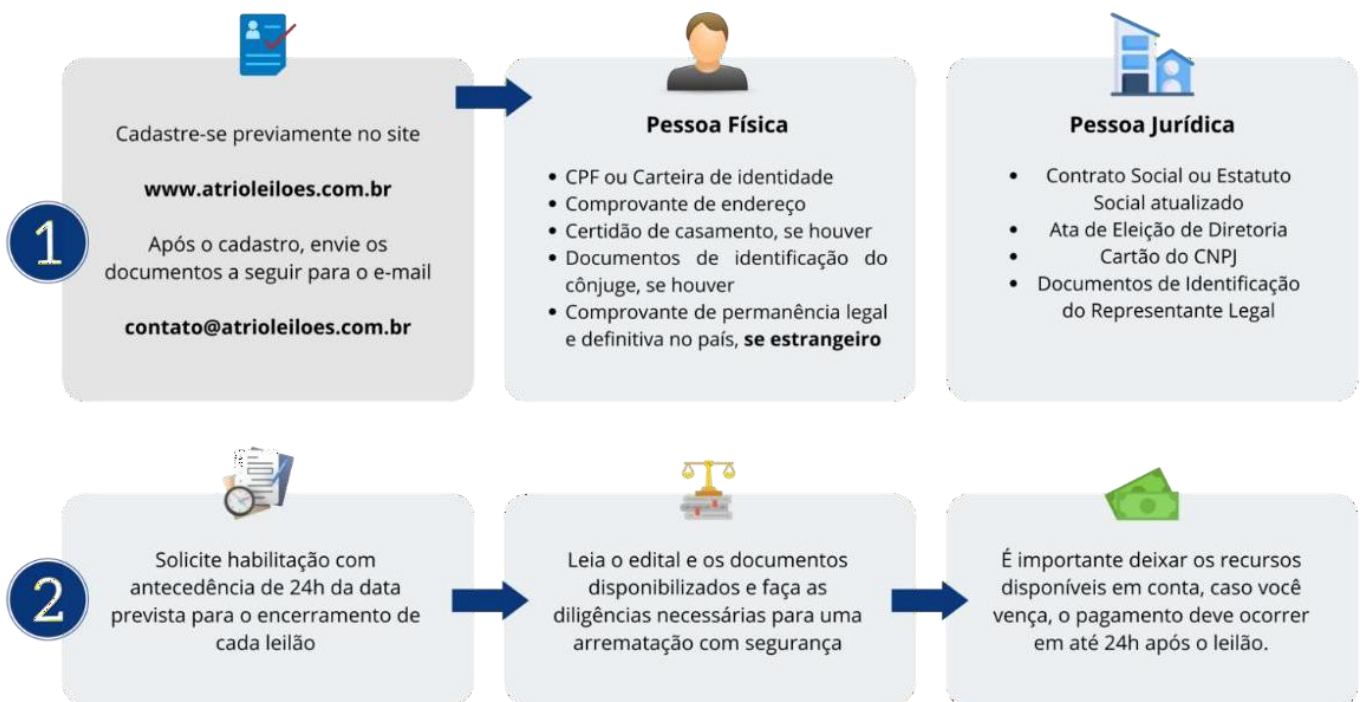 1
Cadastre-se previamente no site
www.atrioleiloes.com.br
Após o cadastro, envie os
documentos a seguir para o e-mail
contato@atrioleiloes.com.br
Pessoa Física
• CPF ou Carteira de identidade
• Comprovante de endereço
• Certidão de casamento, se houver
• Documentos de identificação do
cônjuge, se houver
• Comprovante de permanência legal
e definitiva no país, se estrangeiro
Pessoa Jurídica
• Contrato Social ou Estatuto
Social atualizado
• Ata de Eleição de Diretoria
• Cartão do CNPJ
• Documentos de Identificação
do Representante Legal
2
Solicite habilitação com
antecedência de 24h da data
prevista para o encerramento de
cada leilão
Leia o edital e os documentos
disponibilizados e faça as
diligências necessárias para uma
arrematação com segurança
É importante deixar os recursos
disponíveis em conta, caso você
vença, o pagamento deve ocorrer
em até 24h após o leilão.